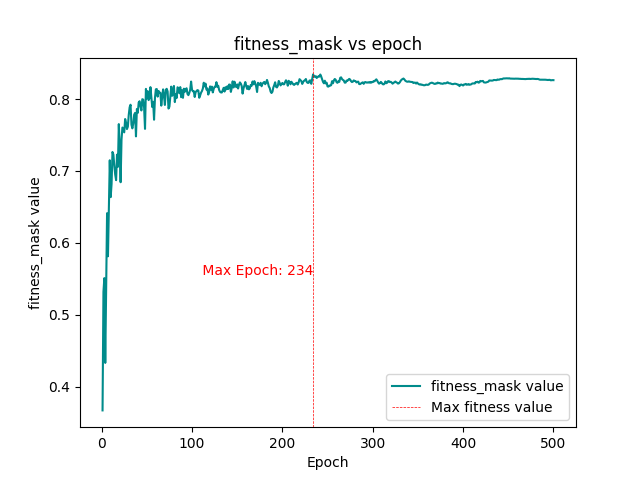 fitness_mask vs epoch
fitness_mask value
0.8
0.7
0.6
0.5
0.4
Max Epoch: 234
fitness_mask value
Max fitness value
0
100
200
300
400
500
Epoch